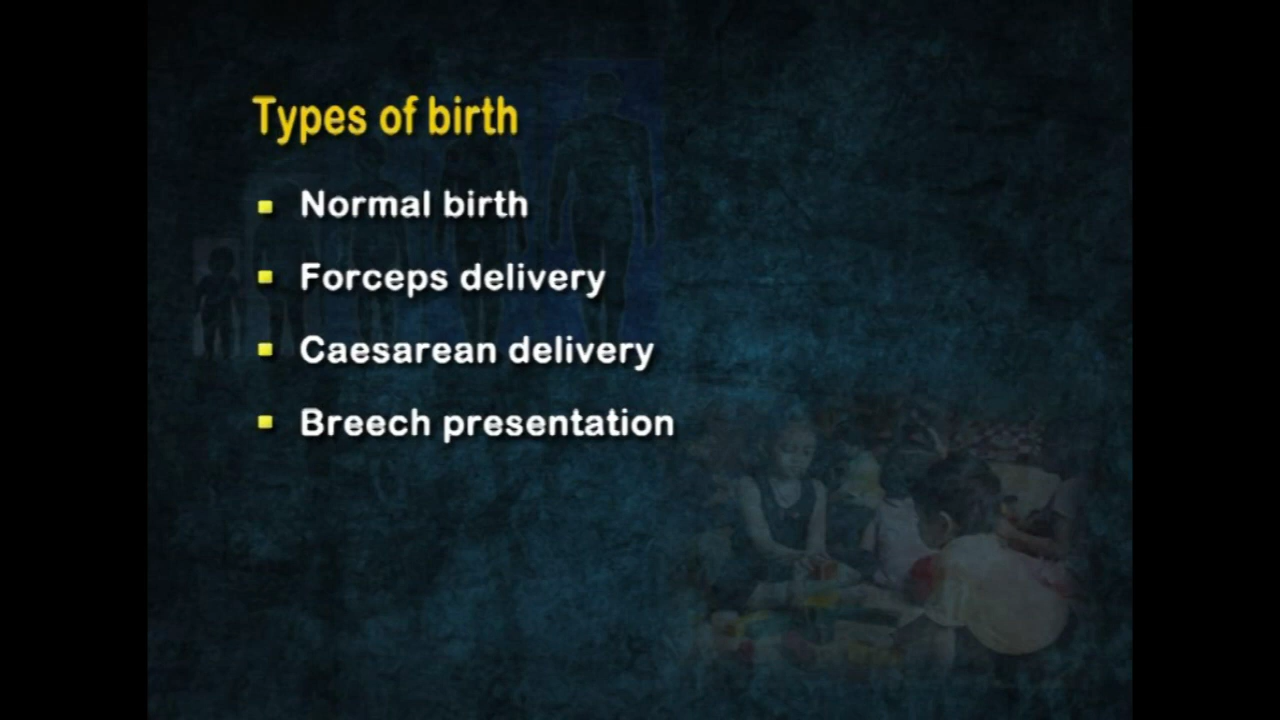 Types of birth
Normal birth
Forceps delivery
Caesarean delivery
Breech presentation